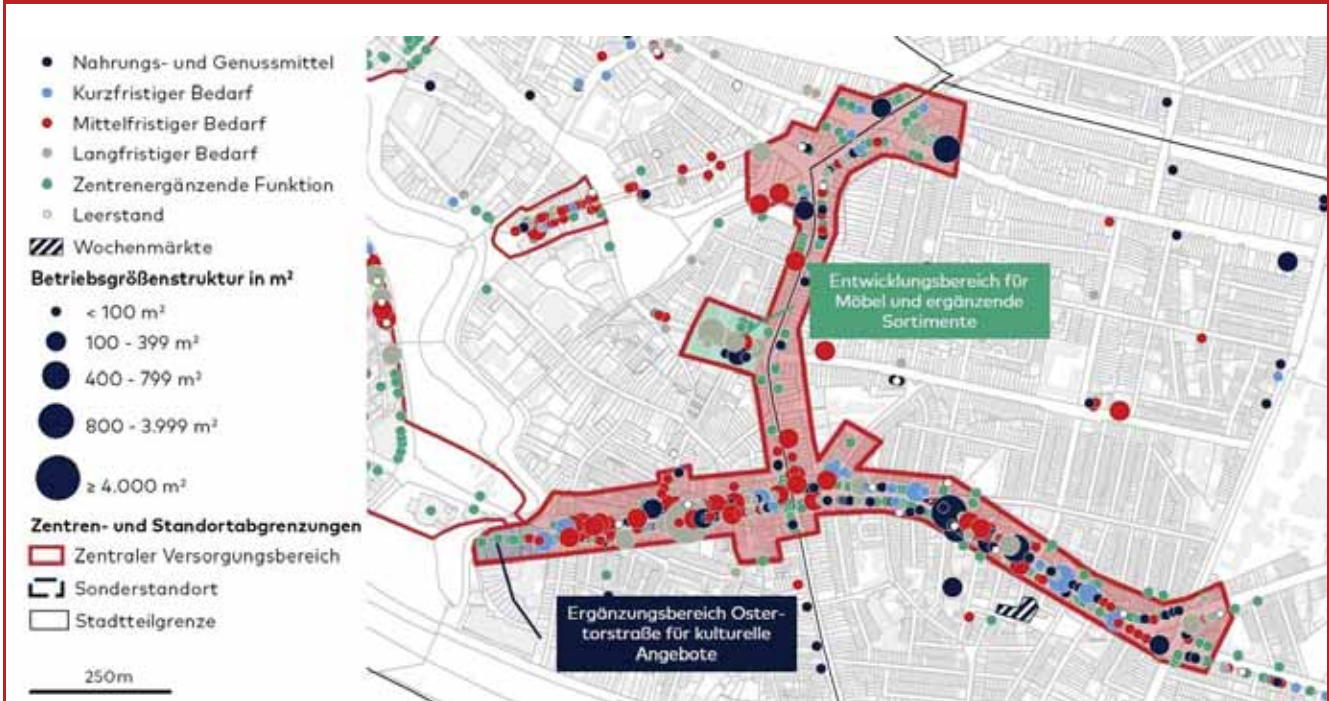 Nahrungs- und Genussmittel
Kurzfristiger Bedarf
Mittelfristiger Bedarf
Langfristiger Bedarf
Zentrenergänzende Funktion
Leerstand
Wochenmärkte
Betriebsgrößenstruktur in m²
< 100 m²
100 - 399 m²
400 - 799 m²
800 - 3.999 m²
≥ 4.000 m²
Zentren- und Standortabgrenzungen
Zentraler Versorgungsbereich
Sonderstandort
Stadtteilgrenze
250m
Entwicklungsbereich für
Möbel und ergänzende
Sortimente
Ergänzungsbereich Oster-
torstraße für kulturelle
Angebote